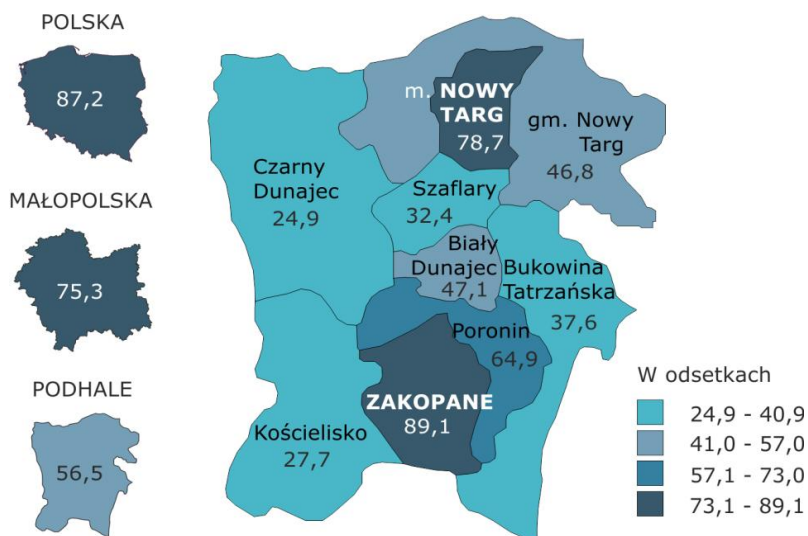 POLSKA
87,2
MAŁOPOLSKA
75,3
PODHALE
56,5
m. NOWY
TARG
78,7
gm. Nowy
Targ
46,8
Czarny
Dunajec
24,9
Szaflary
32,4
Biały
Dunajec
47,1
Bukowina
Tatrzańska
37,6
Poronin
64,9
ZAKOPANE
89,1
Kościelisko
27,7
W odsetkach
24,9 - 40,9
41,0 - 57,0
57,1 - 73,0
73,1 - 89,1